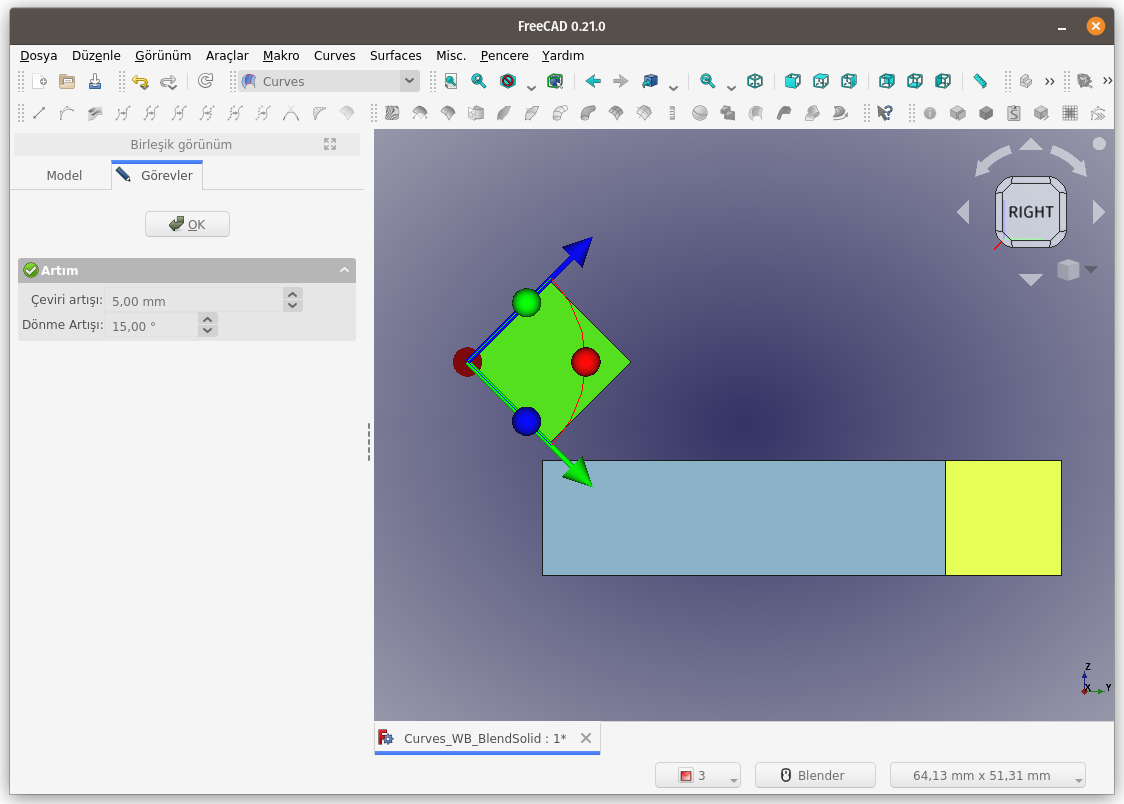 FreeCAD 0.21.0
Dosya Düzenle Görünüm Araçlar Makro Curves Surfaces Misc. Pencere Yardım
Curves
Birleşik görünüm
Model Görevler
OK
Artım
Çeviri artışı: 5,00 mm
Dönme Artışı: 15,00 °
RIGHT
Z
X Y
Curves_WB_BlendSolid : 1*
3 Blender 64,13 mm x 51,31 mm